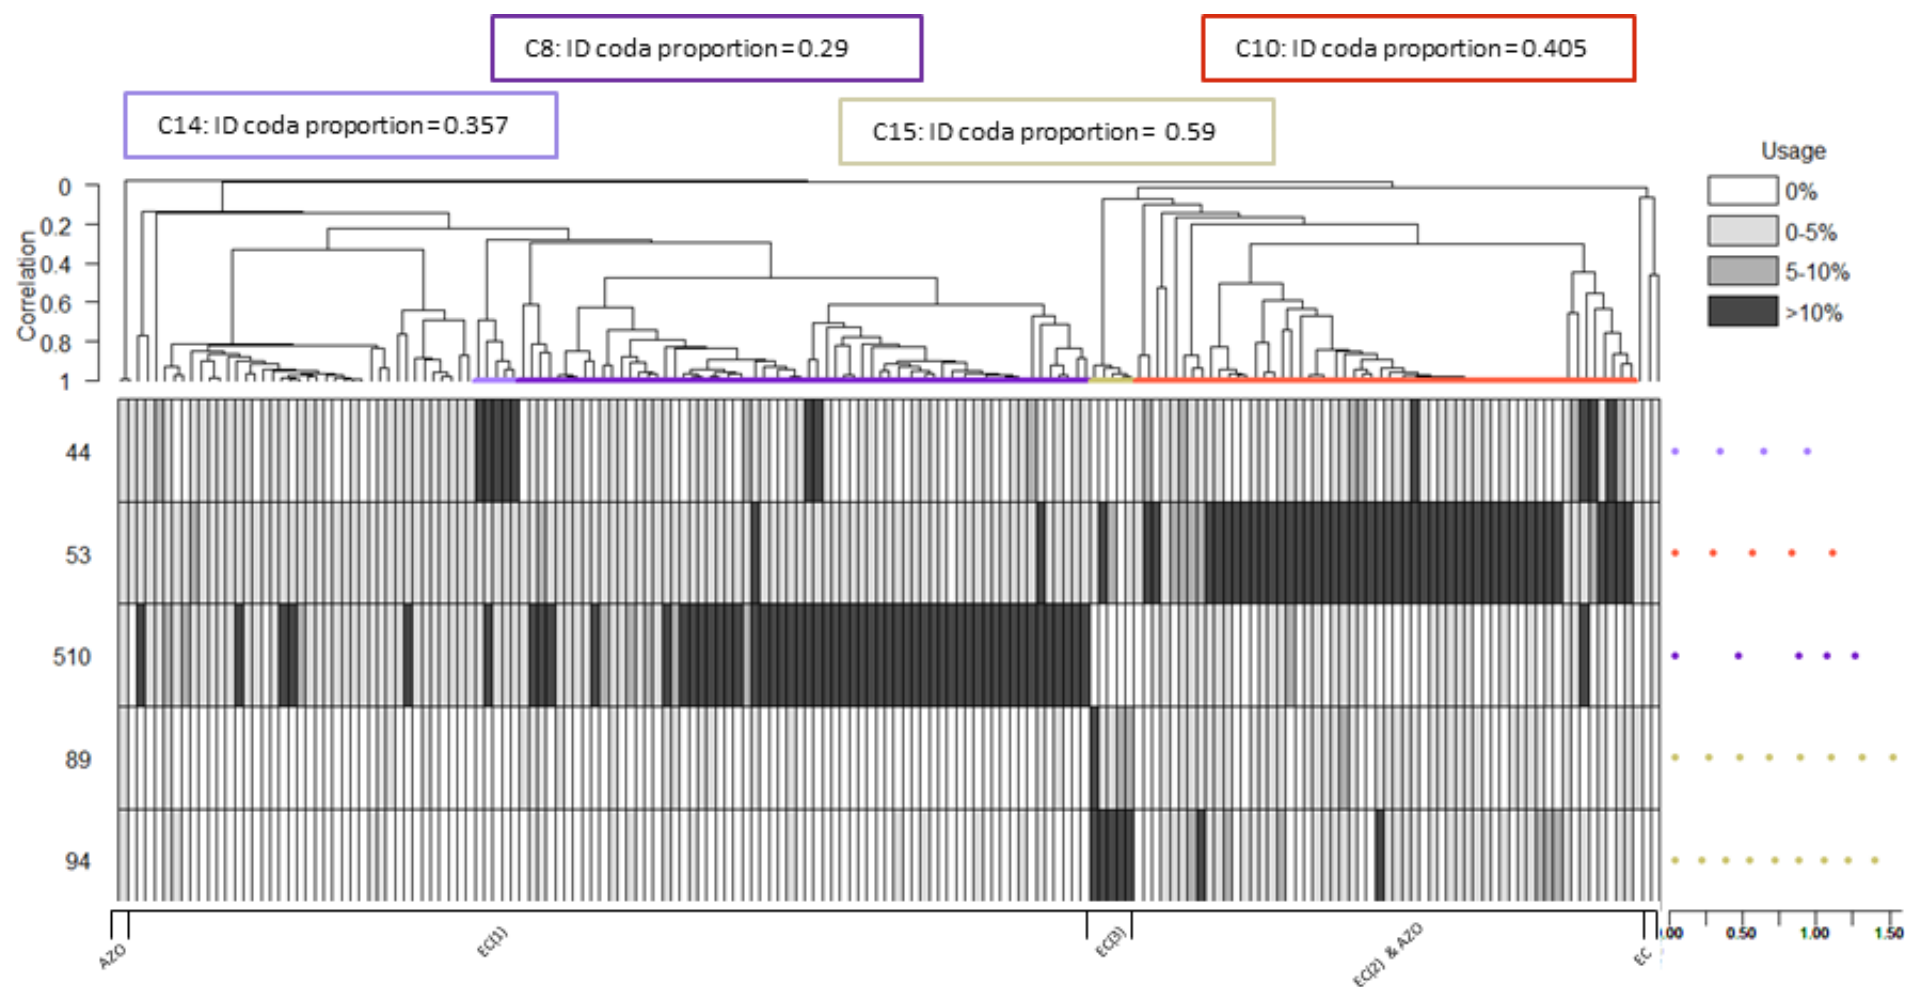 C8: ID coda proportion=0.29
C10: ID coda proportion=0.405
C14: ID coda proportion=0.357
C15: ID coda proportion= 0.59
Usage
0%
0-5%
5-10%
>10%
Correlation
0
0.2
0.4
0.6
0.8
1
44
53
510
89
94
AZO
EC(1)
EC(3)
EC(2) & AZO
EC
.00 0.50 1.00 1.50